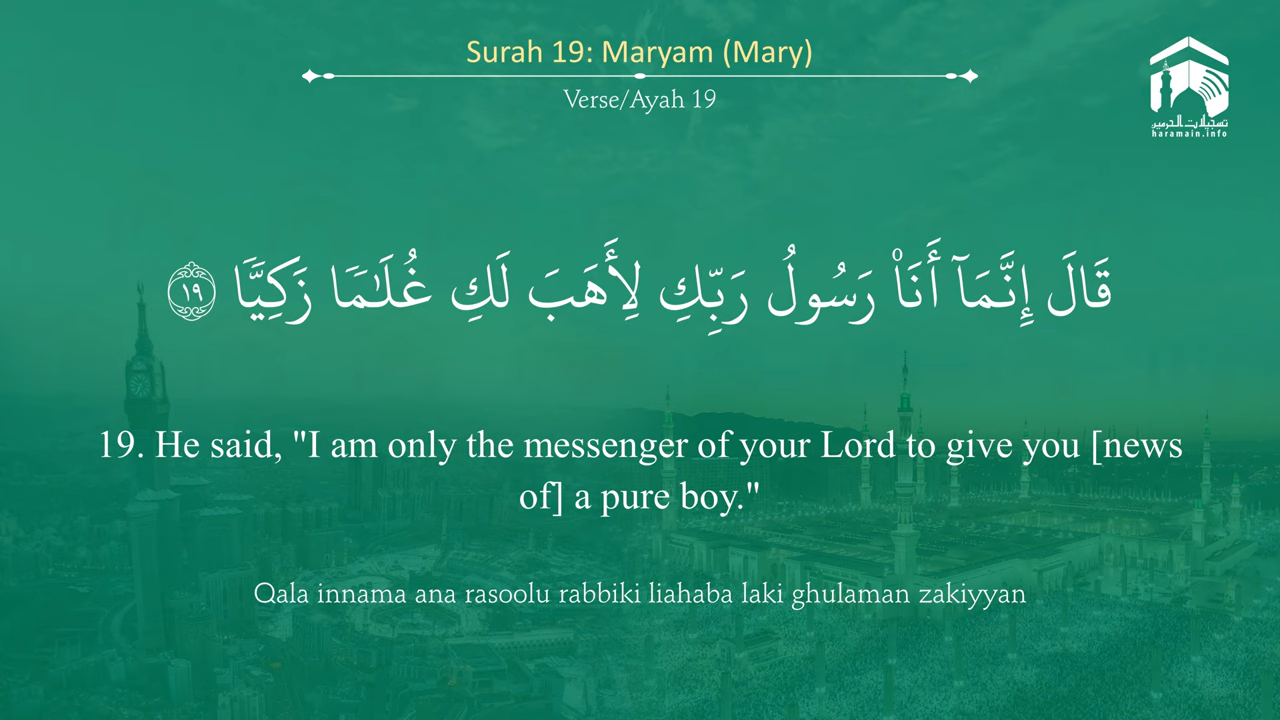 Surah 19: Maryam (Mary)
Verse/Ayah 19
تسجيلات الحرمين
haramain.info
قَالَ إِنَّمَآ أَنَا۠ رَسُولُ رَبِّكِ لِأَهَبَ لَكِ غُلَـٰمًا زَكِيًّا ١٩
19. He said, "I am only the messenger of your Lord to give you [news
of] a pure boy."
Qala innama ana rasoolu rabbiki liahaba laki ghulaman zakiyyan